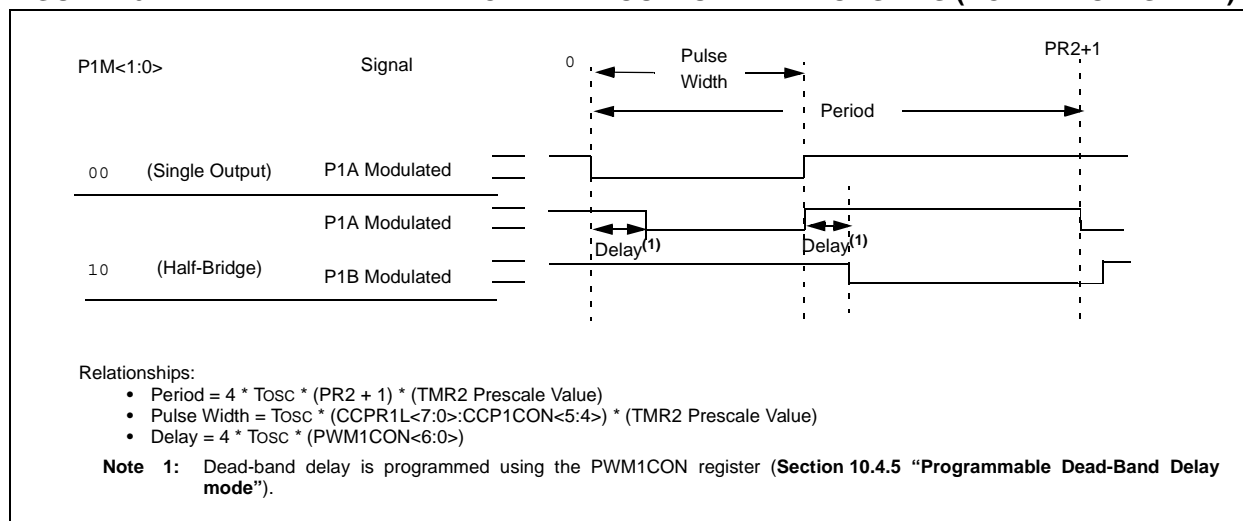 P1M<1:0>
Signal
0
Pulse
Width
PR2+1
Period
00
(Single Output)
P1A Modulated
P1A Modulated
Delay(1)
Delay(1)
10
(Half-Bridge)
P1B Modulated
Relationships:
• Period = 4 * TOSC * (PR2 + 1) * (TMR2 Prescale Value)
• Pulse Width = TOSC * (CCPR1L<7:0>:CCP1CON<5:4>) * (TMR2 Prescale Value)
• Delay = 4 * TOSC * (PWM1CON<6:0>)
Note 1: Dead-band delay is programmed using the PWM1CON register (Section 10.4.5 “Programmable Dead-Band Delay
mode”).